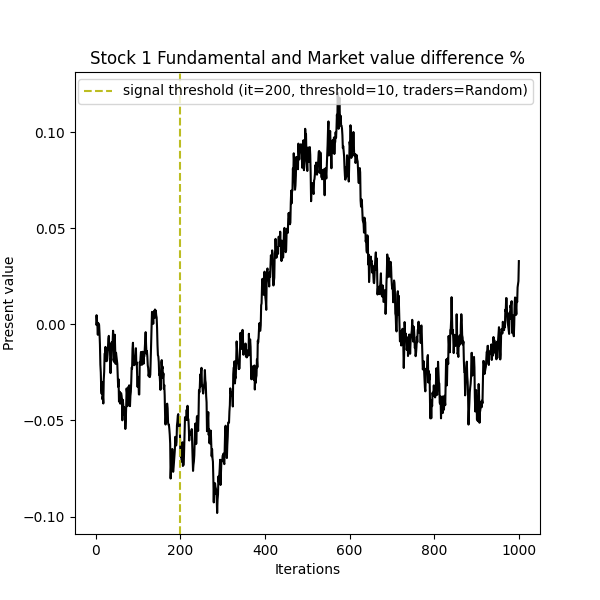 Stock 1 Fundamental and Market value difference %
signal threshold (it=200, threshold=10, traders=Random)
Present value
0.10
0.05
0.00
−0.05
−0.10
0
200
400
600
800
1000
Iterations